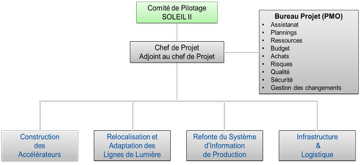 Comité de Pilotage
SOLEIL II
Bureau Projet (PMO)
• Assistanat
• Plannings
• Ressources
• Budget
• Achats
• Risques
• Qualité
• Sécurité
• Gestion des changements
Chef de Projet
Adjoint au chef de Projet
Construction
des
Accélérateurs
Relocalisation et
Adaptation des
Lignes de Lumière
Refonte du Système
d'Information
de Production
Infrastructure
&
Logistique